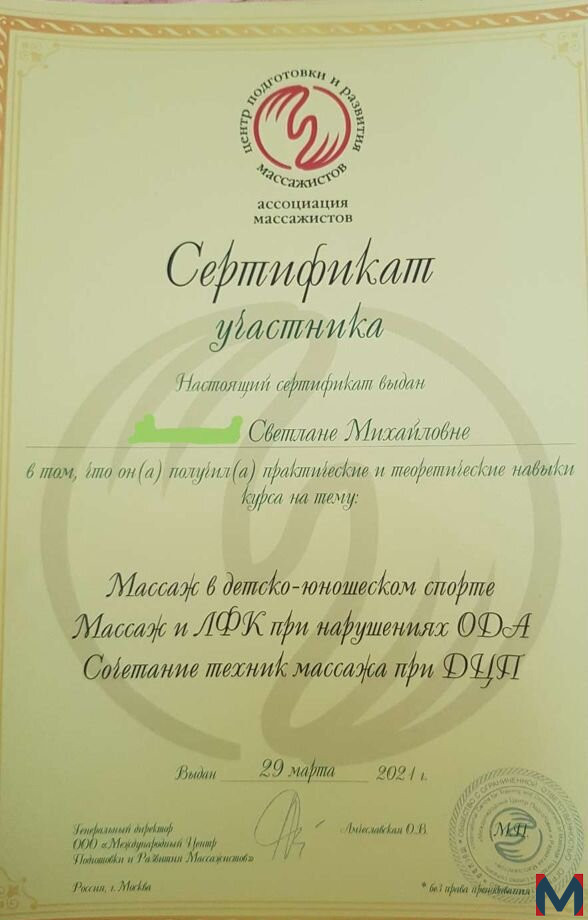 центр подготовки и развития
массажистов
ассоциация
массажистов
Сертификат
участника
Настоящий сертификат выдан
Светлане Михайловне
в том, что он(а) получил(а) практические и теоретические навыки
курса на тему:
Массаж в детско-юношеском спорте
Массаж и ЛФК при нарушениях ОДА
Сочетание техник массажа при ДЦП
Выдан 29 марта 2021 г.
Генеральный директор
ООО «Международный Центр
Подготовки и Развития Массажистов»
О.В.
МП
Россия, г. Москва
* без права преподавания
М